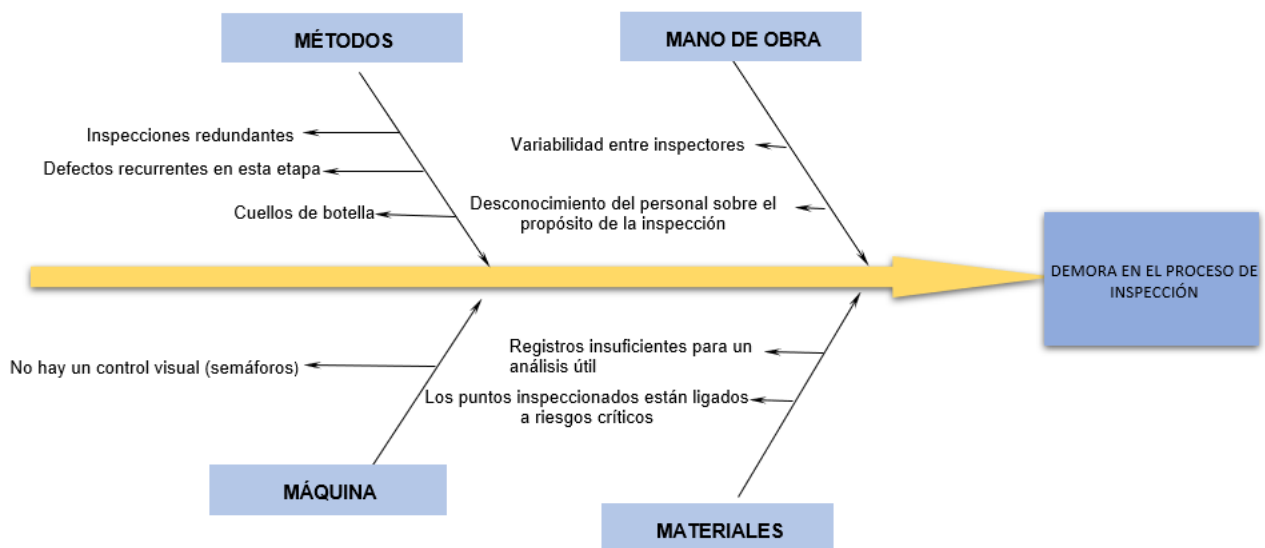 MÉTODOS
MANO DE OBRA
Inspecciones redundantes
Defectos recurrentes en esta etapa
Cuellos de botella
Variabilidad entre inspectores
Desconocimiento del personal sobre el
propósito de la inspección
DEMORA EN EL PROCESO DE
INSPECCIÓN
No hay un control visual (semáforos)
Registros insuficientes para un
análisis útil
Los puntos inspeccionados están ligados
a riesgos críticos
MÁQUINA
MATERIALES